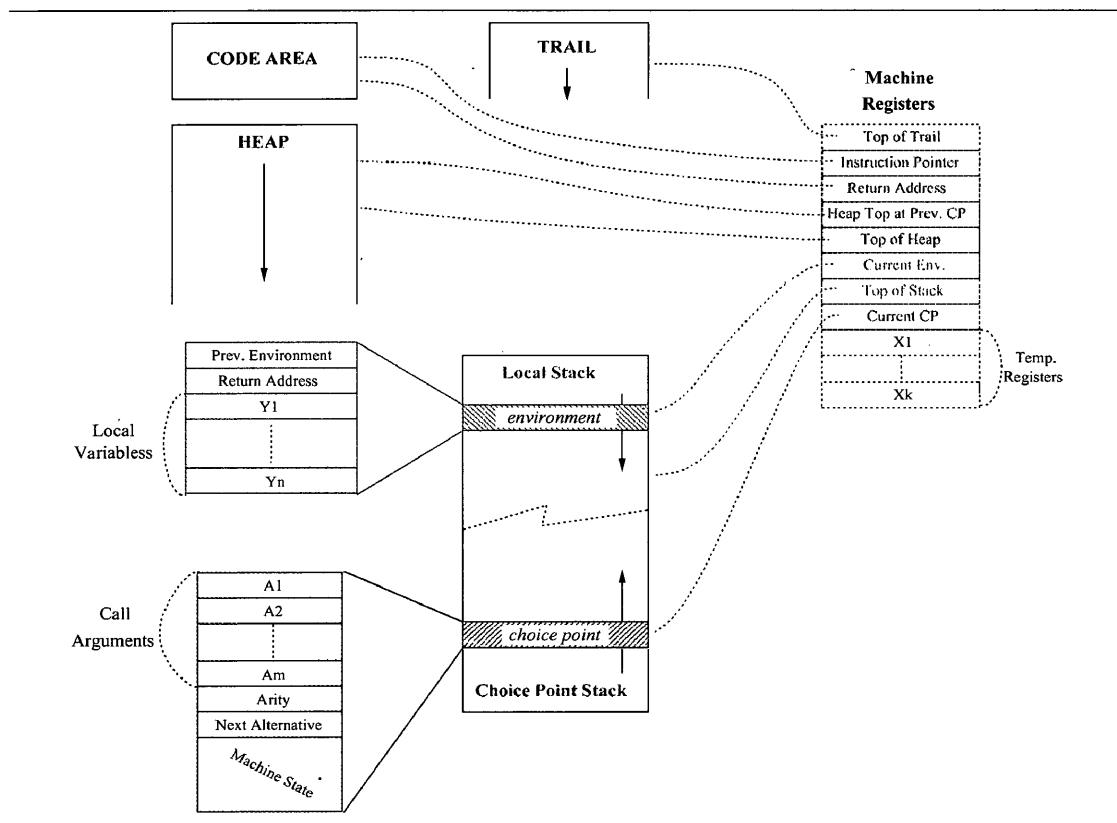 CODE AREA
TRAIL
Machine
Registers
HEAP
Top of Trail
Instruction Pointer
Return Address
Heap Top at Prev. CP
Top of Heap
Current Env.
Top of Stack
Current CP
X1
Xk
Temp.
Registers
Prev. Environment
Return Address
Y1
Yn
Local
Variabless
Local Stack
environment
choice point
Choice Point Stack
A1
A2
Am
Arity
Next Alternative
Machine State
Call
Arguments